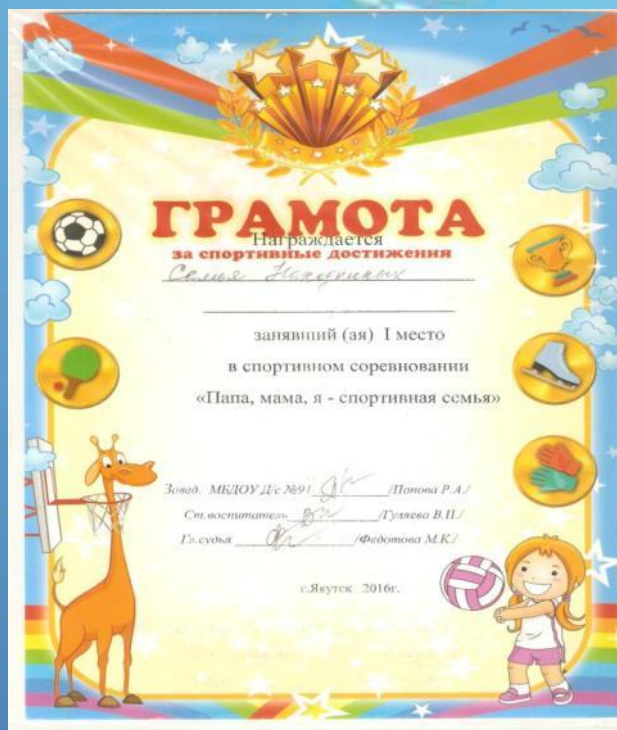 ГРАМОТА
Награждается
за спортивные достижения
Семья
занявший (ая) I место
в спортивном соревновании
«Папа, мама, я - спортивная семья»
Завед. МБДОУ Д/с №91 /Попова Р.А./
Ст.воспитатель /Гуляева В.П./
Гл.судья /Федотова М.К./
г.Якутск 2016г.